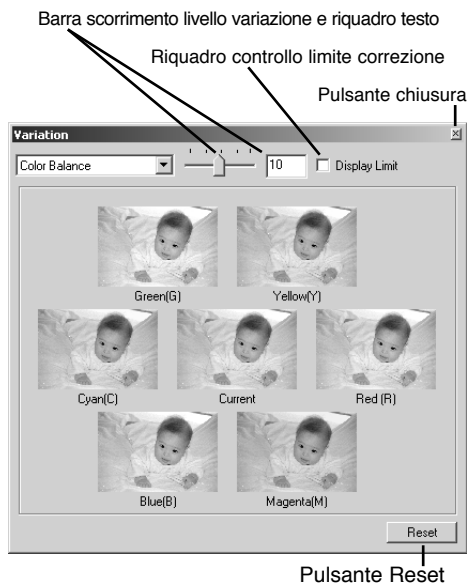 Barra scorrimento livello variazione e riquadro testo
Riquadro controllo limite correzione
Pulsante chiusura
Variation
Color Balance
10
Display Limit
Green(G)
Yellow(Y)
Cyan(C)
Current
Red (R)
Blue(B)
Magenta(M)
Reset
Pulsante Reset